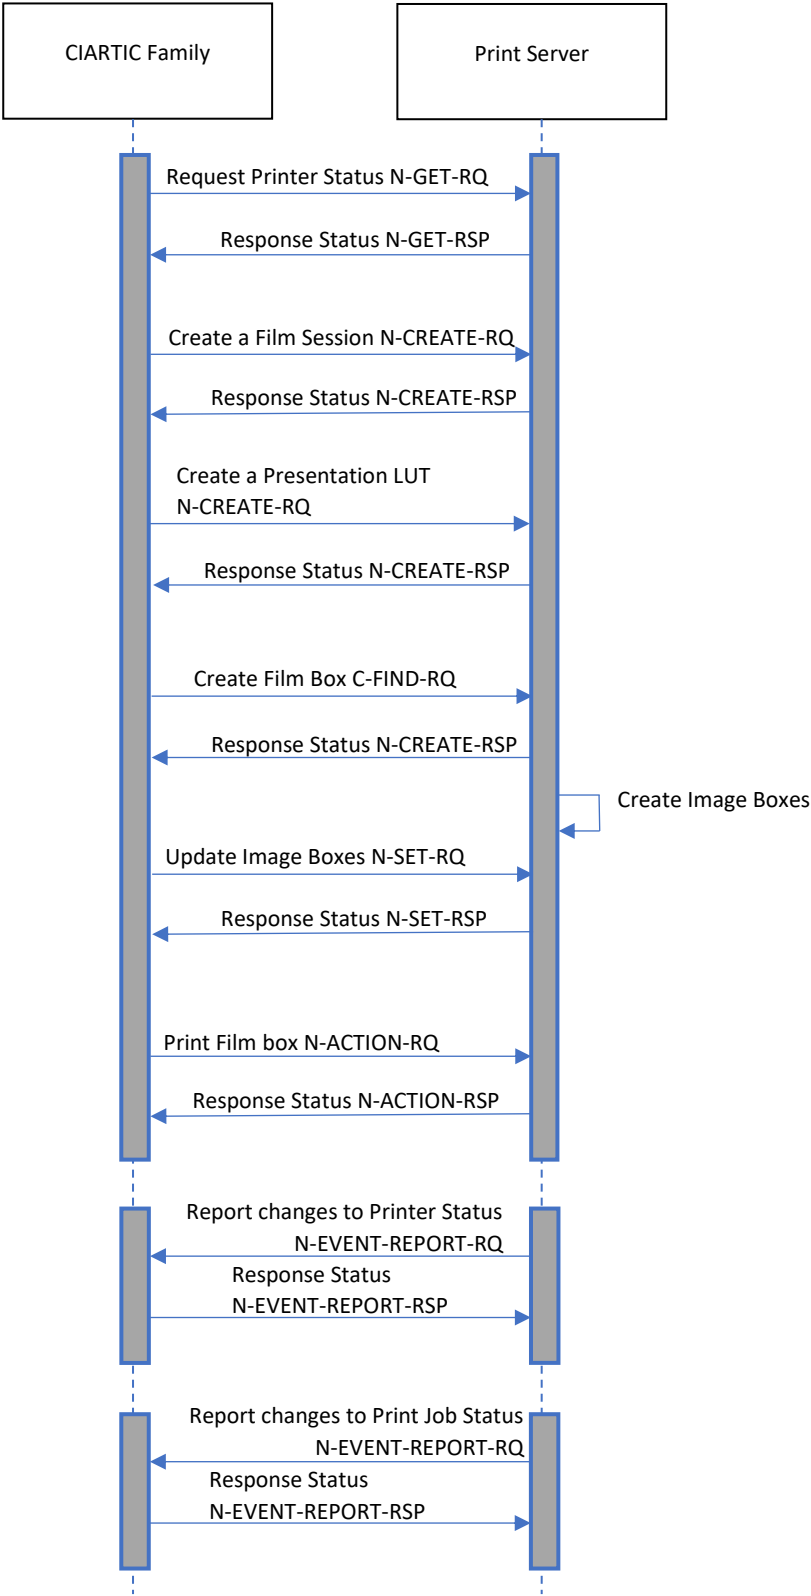 CIARTIC Family
Print Server
Request Printer Status N-GET-RQ
Response Status N-GET-RSP
Create a Film Session N-CREATE-RQ
Response Status N-CREATE-RSP
Create a Presentation LUT
N-CREATE-RQ
Response Status N-CREATE-RSP
Create Film Box C-FIND-RQ
Response Status N-CREATE-RSP
Create Image Boxes
Update Image Boxes N-SET-RQ
Response Status N-SET-RSP
Print Film box N-ACTION-RQ
Response Status N-ACTION-RSP
Report changes to Printer Status
N-EVENT-REPORT-RQ
Response Status
N-EVENT-REPORT-RSP
Report changes to Print Job Status
N-EVENT-REPORT-RQ
Response Status
N-EVENT-REPORT-RSP